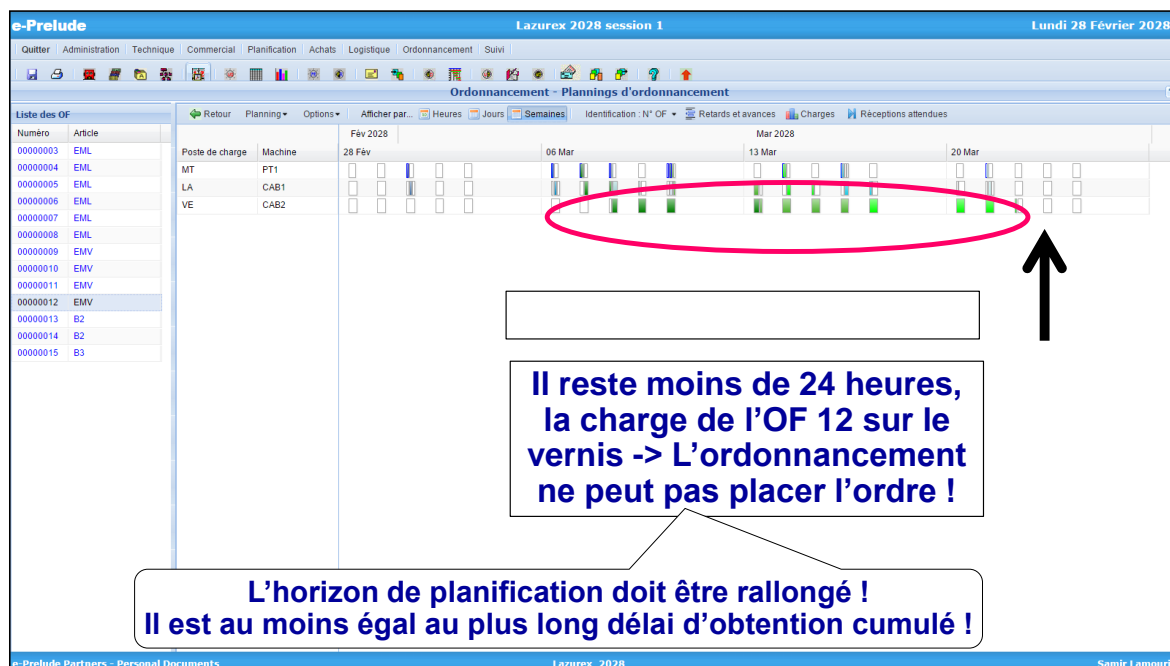 e-Prelude Lazurex 2028 session 1 Lundi 28 Février 2028
Quitter Administration Technique Commercial Planification Achats Logistique Ordonnancement Suivi
Ordonnancement - Plannings d'ordonnancement
Liste des OF
Retour Planning Options Afficher par... Heures Jours Semaines Identification : N° OF Retards et avances Charges Réceptions attendues
Numéro Article
Fév 2028 Mar 2028
Poste de charge Machine 28 Fév 06 Mar 13 Mar 20 Mar
00000003 EML
00000004 EML
00000005 EML
00000006 EML
00000007 EML
00000008 EML
00000009 EMV
00000010 EMV
00000011 EMV
00000012 EMV
00000013 B2
00000014 B2
00000015 B3
MT PT1
LA CAB1
VE CAB2
Il reste moins de 24 heures,
la charge de l'OF 12 sur le
vernis -> L'ordonnancement
ne peut pas placer l'ordre !
L'horizon de planification doit être rallongé !
Il est au moins égal au plus long délai d'obtention cumulé !
e-Prelude Partners - Personal Documents Lazurex_2028 Samir Lamouri